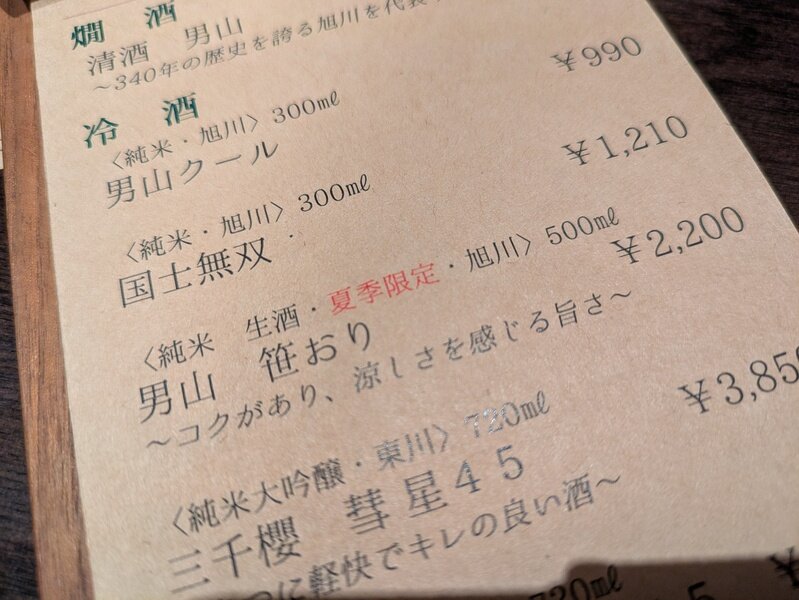 燗 酒
清酒 男山
～340年の歴史を誇る旭川を代表
¥990
冷 酒
〈純米・旭川〉300㎖
男山クール
¥1,210
〈純米・旭川〉300㎖
国士無双
¥2,200
〈純米 生酒・夏季限定・旭川〉500㎖
男山 笹おり
～コクがあり、涼しさを感じる旨さ～
¥3,850
〈純米大吟醸・東川〉720㎖
三千櫻 彗星45
に軽快でキレの良い酒～
720㎖
¥
5